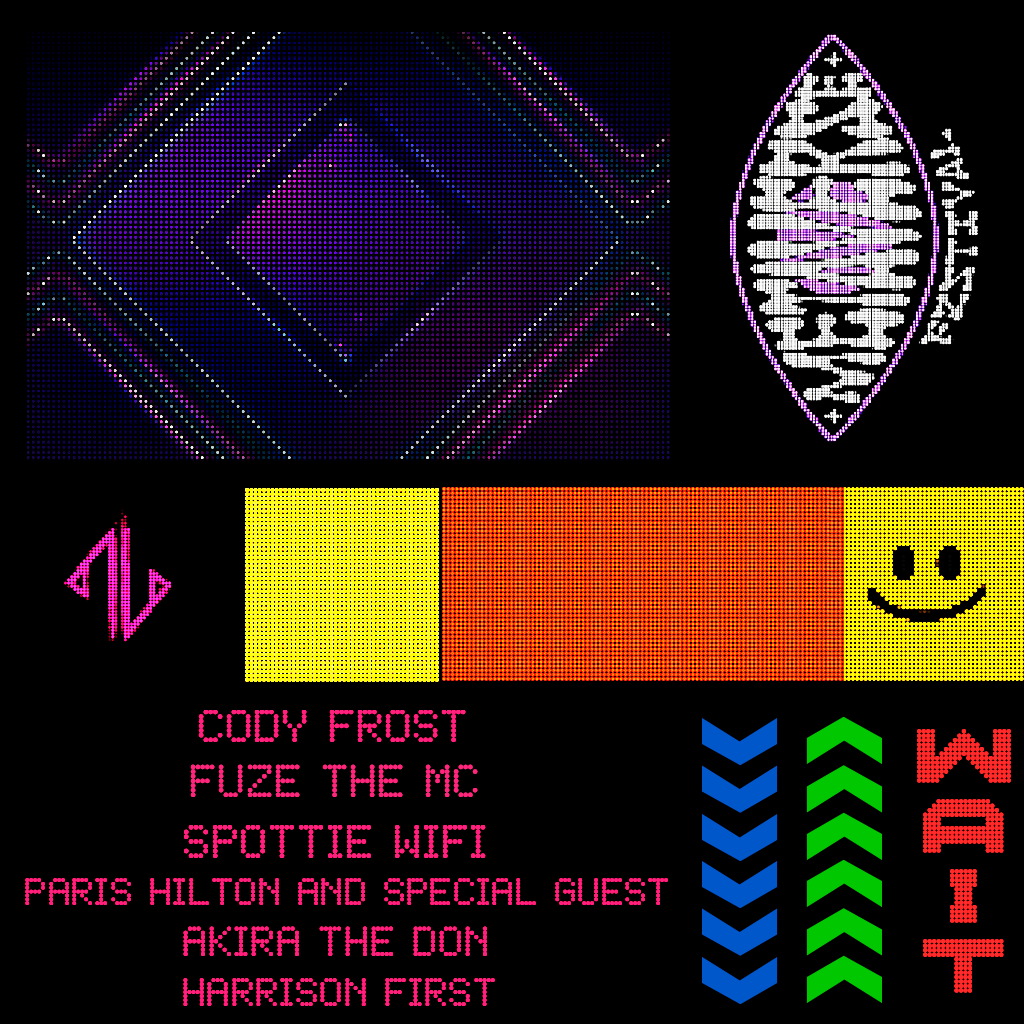 CODY FROST
FUZE THE MC
SPOTTIE WIFI
PARIS HILTON AND SPECIAL GUEST
AKIRA THE DON
HARRISON FIRST
WAIT